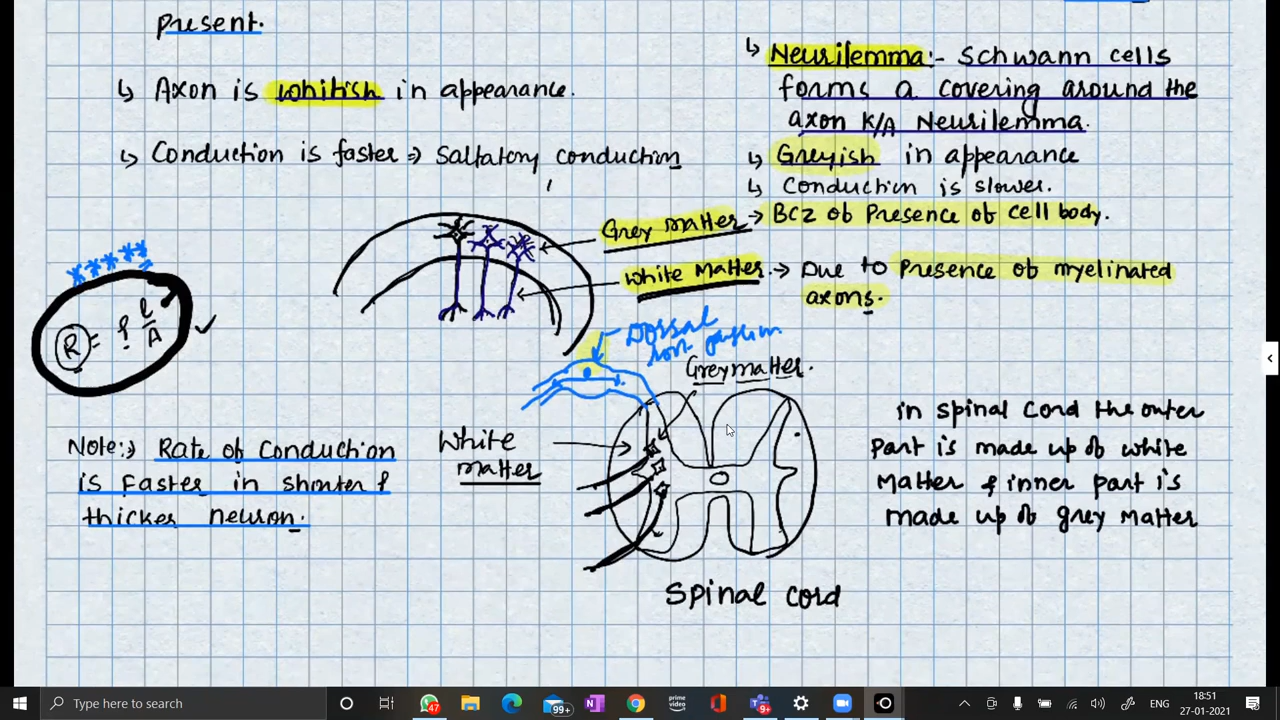 present.
↳ Axon is whitish in appearance.
↳ Conduction is faster ⇒ Saltatory conduction
↳ Neurilemma:- Schwann cells
forms a covering around the
axon K/A Neurilemma.
↳ Greyish in appearance
↳ Conduction is slower.
Grey matter → BCZ of Presence of cell body.
White Matter → Due to Presence of myelinated
axons.
R = ρ l/A
Dorsal
Grey matter.
White
matter
Note:→ Rate of Conduction
is Faster in shorter &
thicker neuron.
in spinal cord the outer
part is made up of white
Matter & inner part is
made up of grey matter
Spinal cord
Type here to search
47
99+
9+
ENG
18:51
27-01-2021